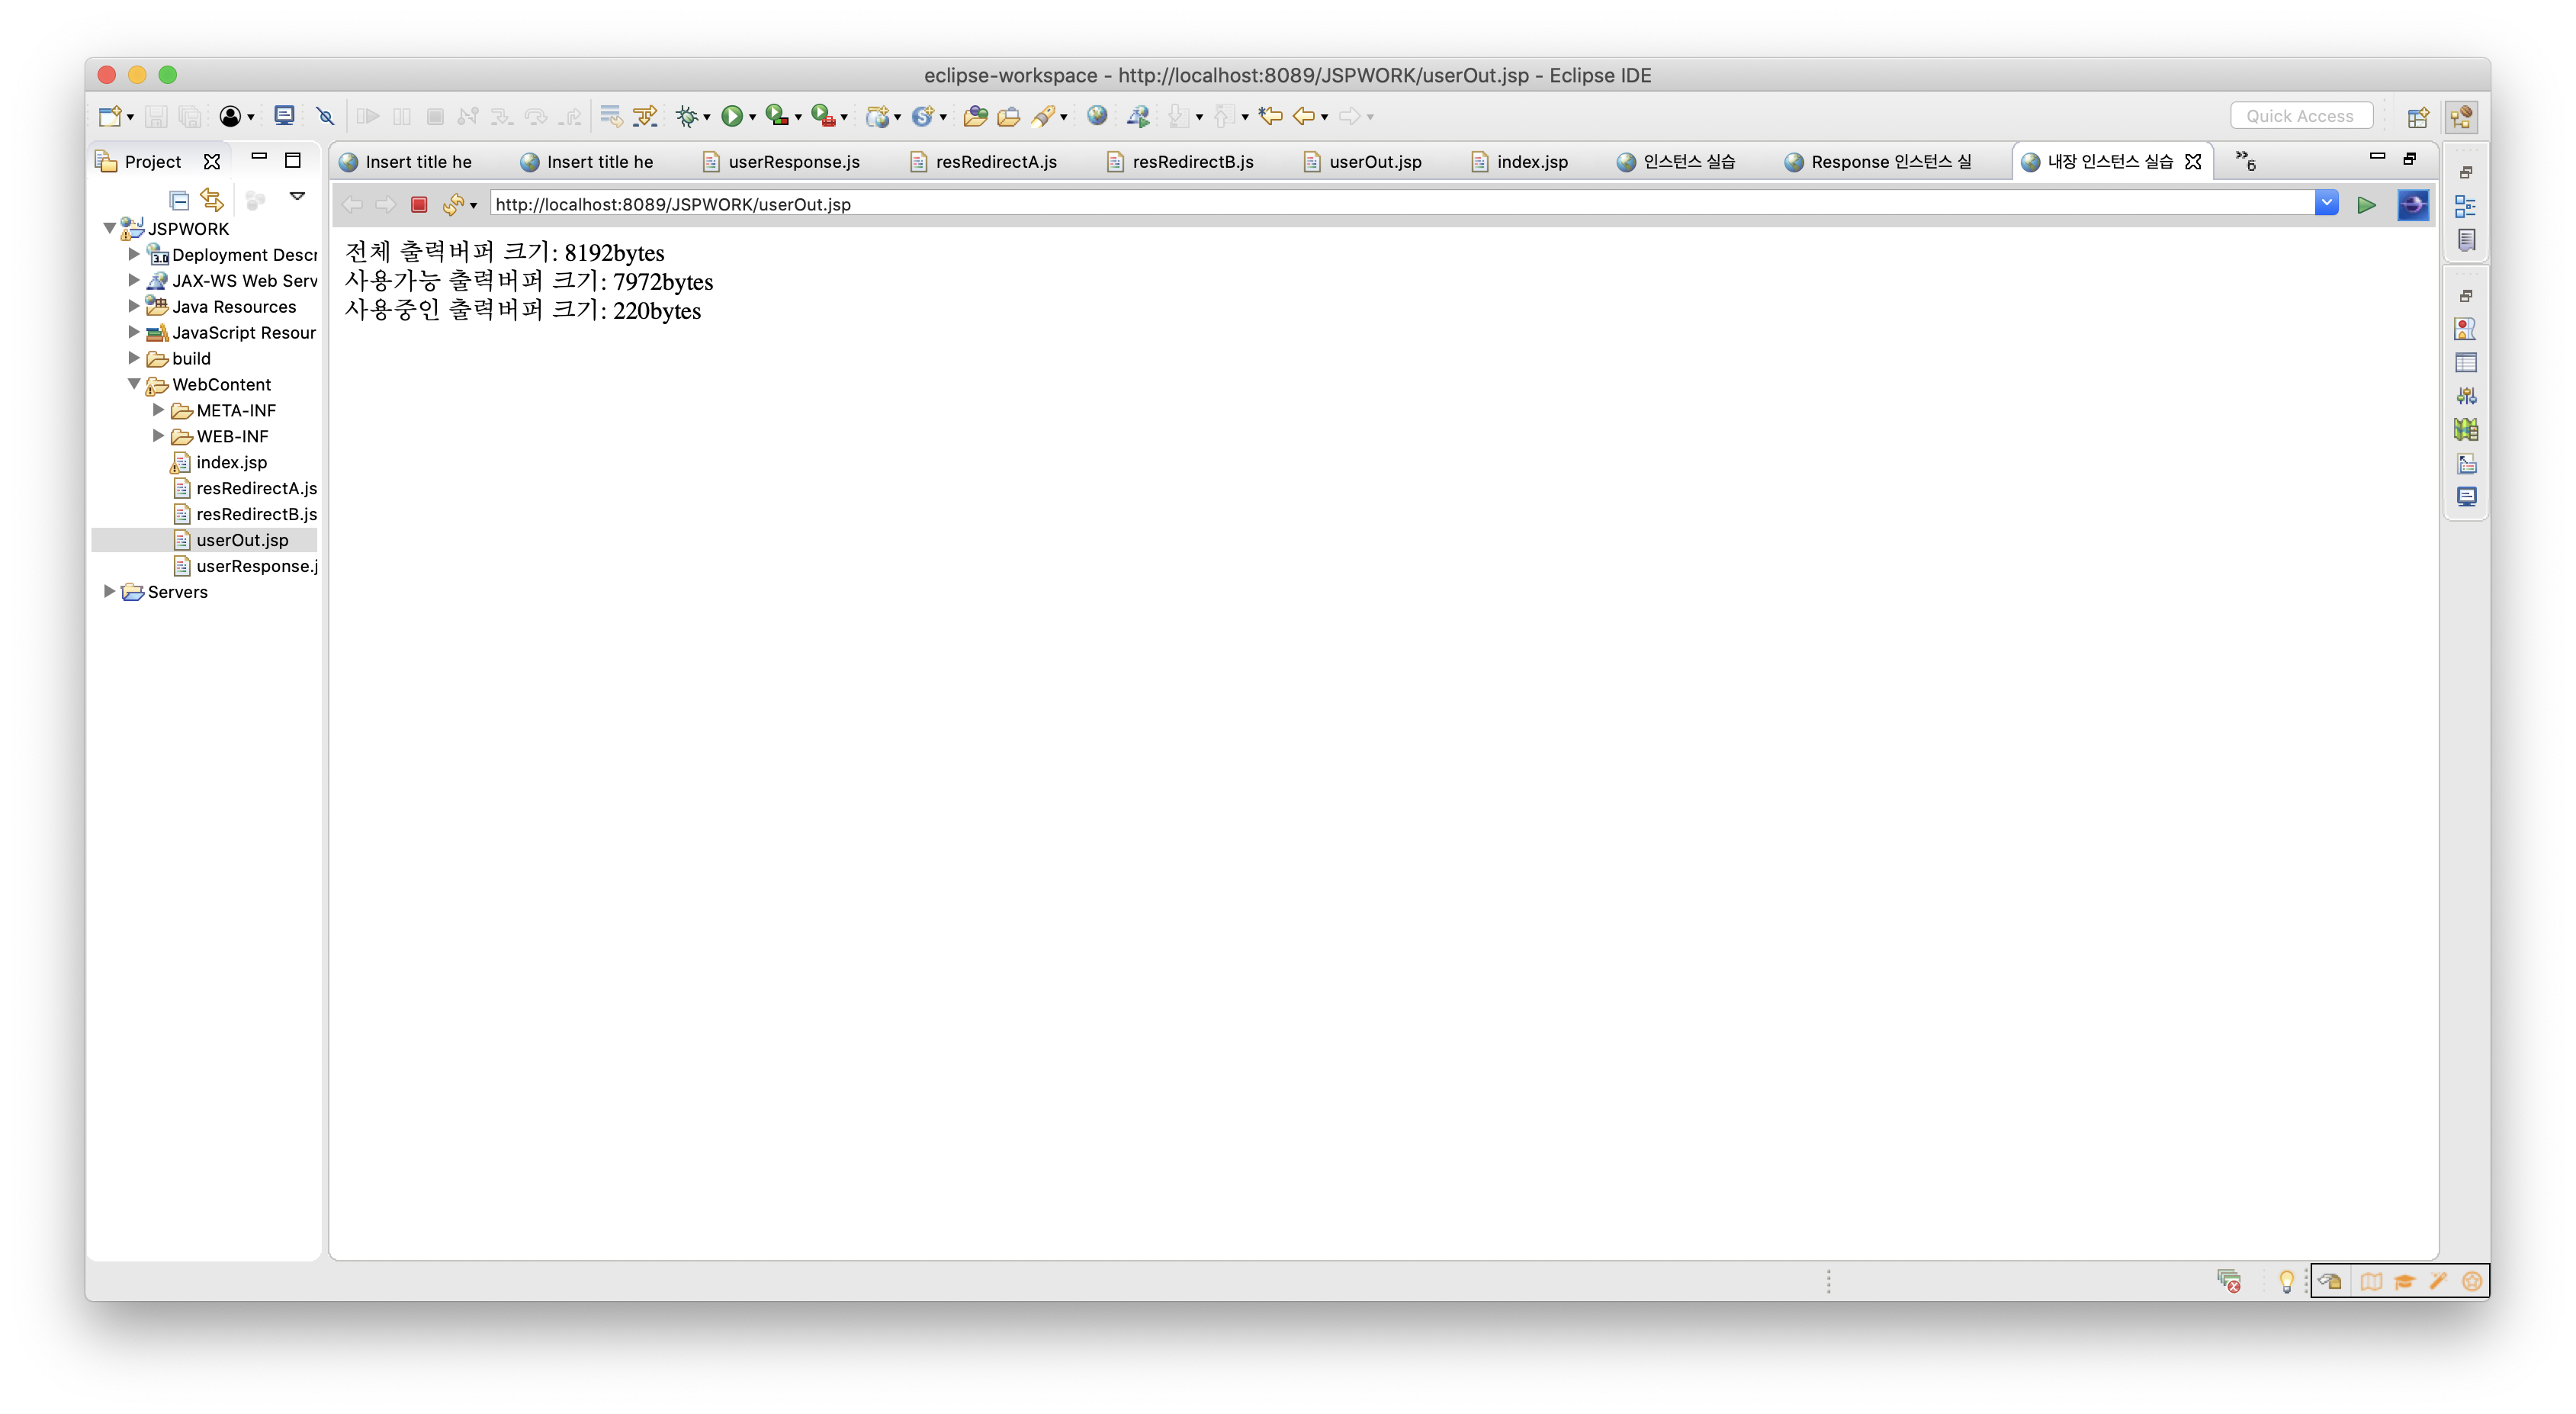 eclipse-workspace - http://localhost:8089/JSPWORK/userOut.jsp - Eclipse IDE
Quick Access
Project
Insert title he
Insert title he
userResponse.js
resRedirectA.js
resRedirectB.js
userOut.jsp
index.jsp
인스턴스 실습
Response 인스턴스 실
내장 인스턴스 실습
»6
http://localhost:8089/JSPWORK/userOut.jsp
JSPWORK
3.0
Deployment Descr
JAX-WS Web Serv
Java Resources
JavaScript Resour
build
WebContent
META-INF
WEB-INF
index.jsp
resRedirectA.js
resRedirectB.js
userOut.jsp
userResponse.j
Servers
전체 출력버퍼 크기: 8192bytes
사용가능 출력버퍼 크기: 7972bytes
사용중인 출력버퍼 크기: 220bytes